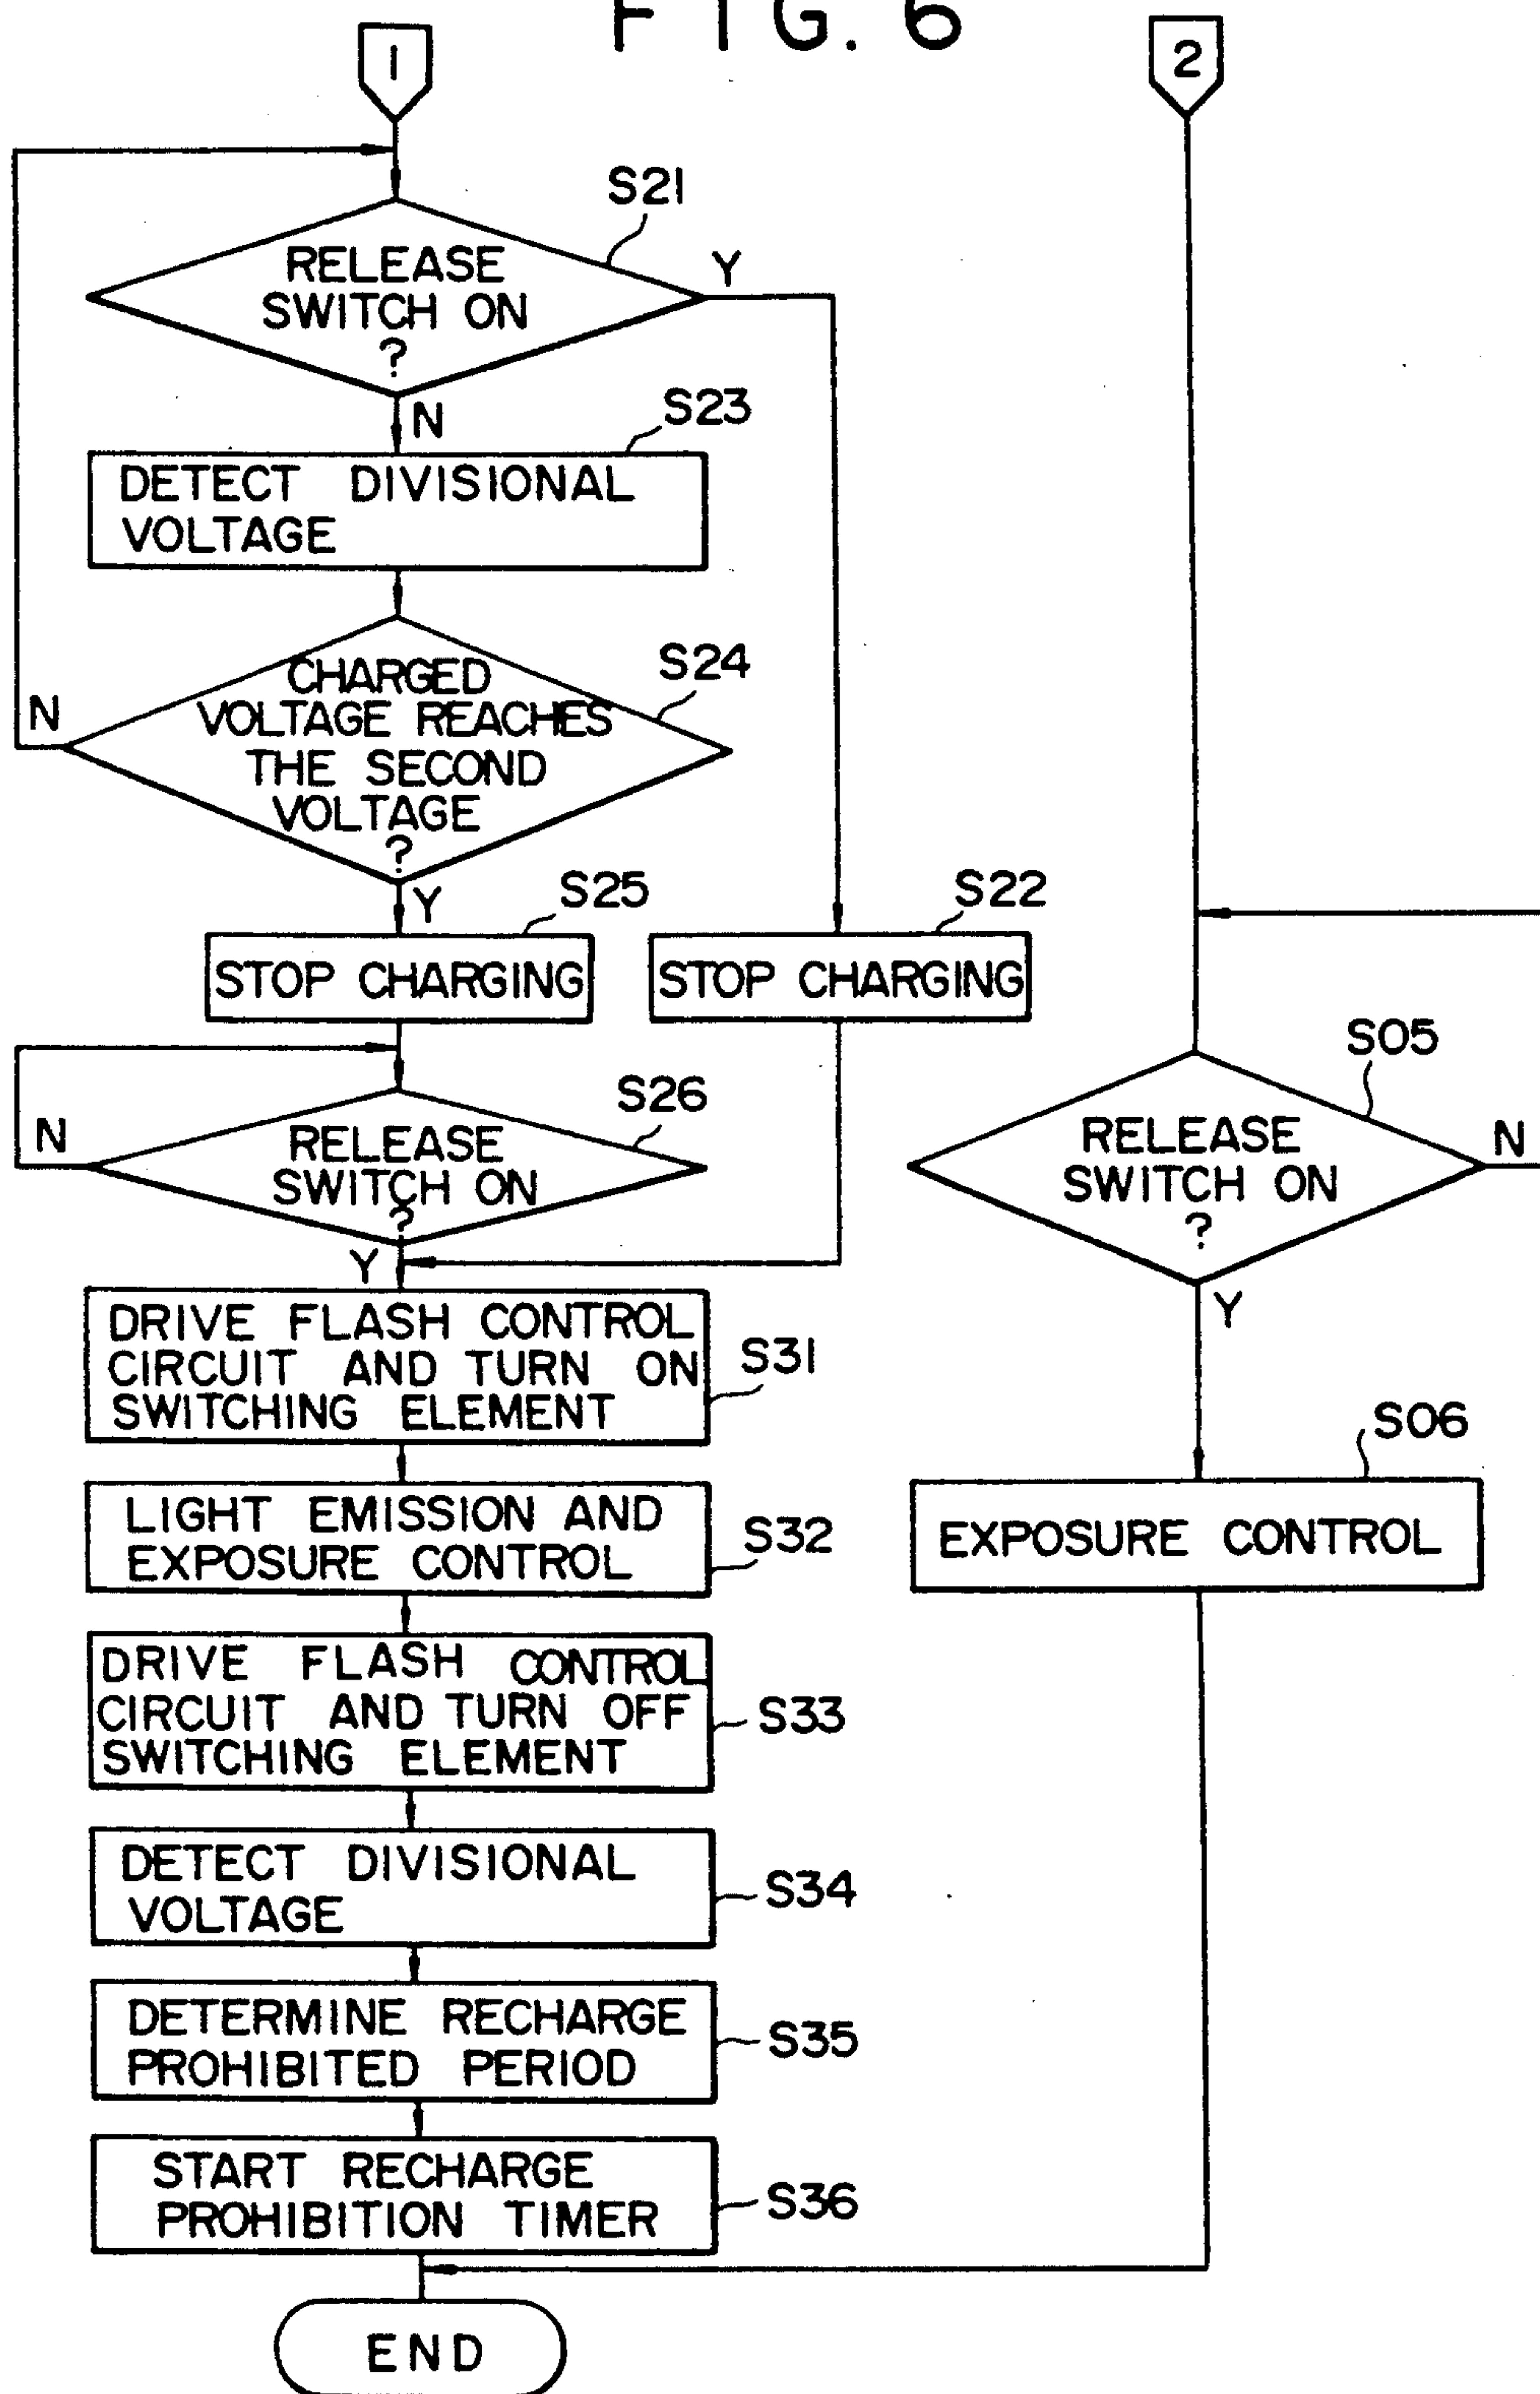 FIG. 6
1
2
S21
RELEASE
SWITCH ON
?
Y
N
S23
DETECT DIVISIONAL
VOLTAGE
S24
CHARGED
VOLTAGE REACHES
THE SECOND
VOLTAGE
?
N
Y
S25
STOP CHARGING
S22
STOP CHARGING
S26
RELEASE
SWITCH ON
?
N
Y
S05
RELEASE
SWITCH ON
?
N
Y
DRIVE FLASH CONTROL
CIRCUIT AND TURN ON
SWITCHING ELEMENT
S31
S06
EXPOSURE CONTROL
LIGHT EMISSION AND
EXPOSURE CONTROL
S32
DRIVE FLASH CONTROL
CIRCUIT AND TURN OFF
SWITCHING ELEMENT
S33
DETECT DIVISIONAL
VOLTAGE
S34
DETERMINE RECHARGE
PROHIBITED PERIOD
S35
START RECHARGE
PROHIBITION TIMER
S36
END